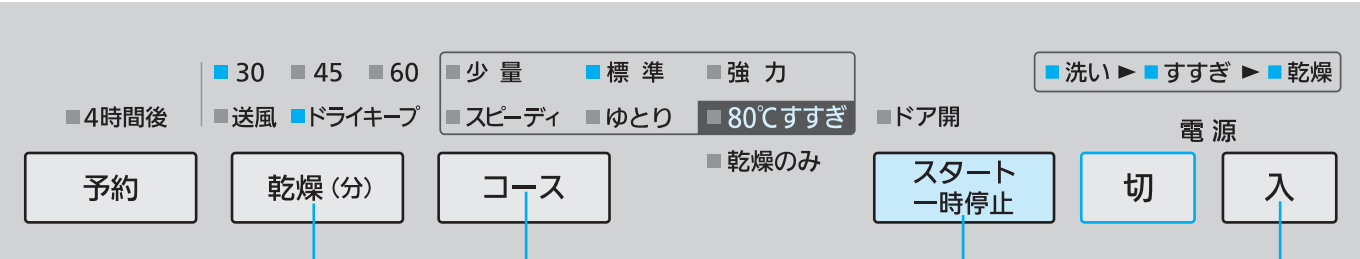 30 45 60
少量 標準 強力
洗い ► すすぎ ► 乾燥
4時間後
送風 ドライキープ
スピーディ ゆとり 80℃すすぎ
ドア開
電源
乾燥のみ
予約
乾燥(分)
コース
スタート
一時停止
切
入